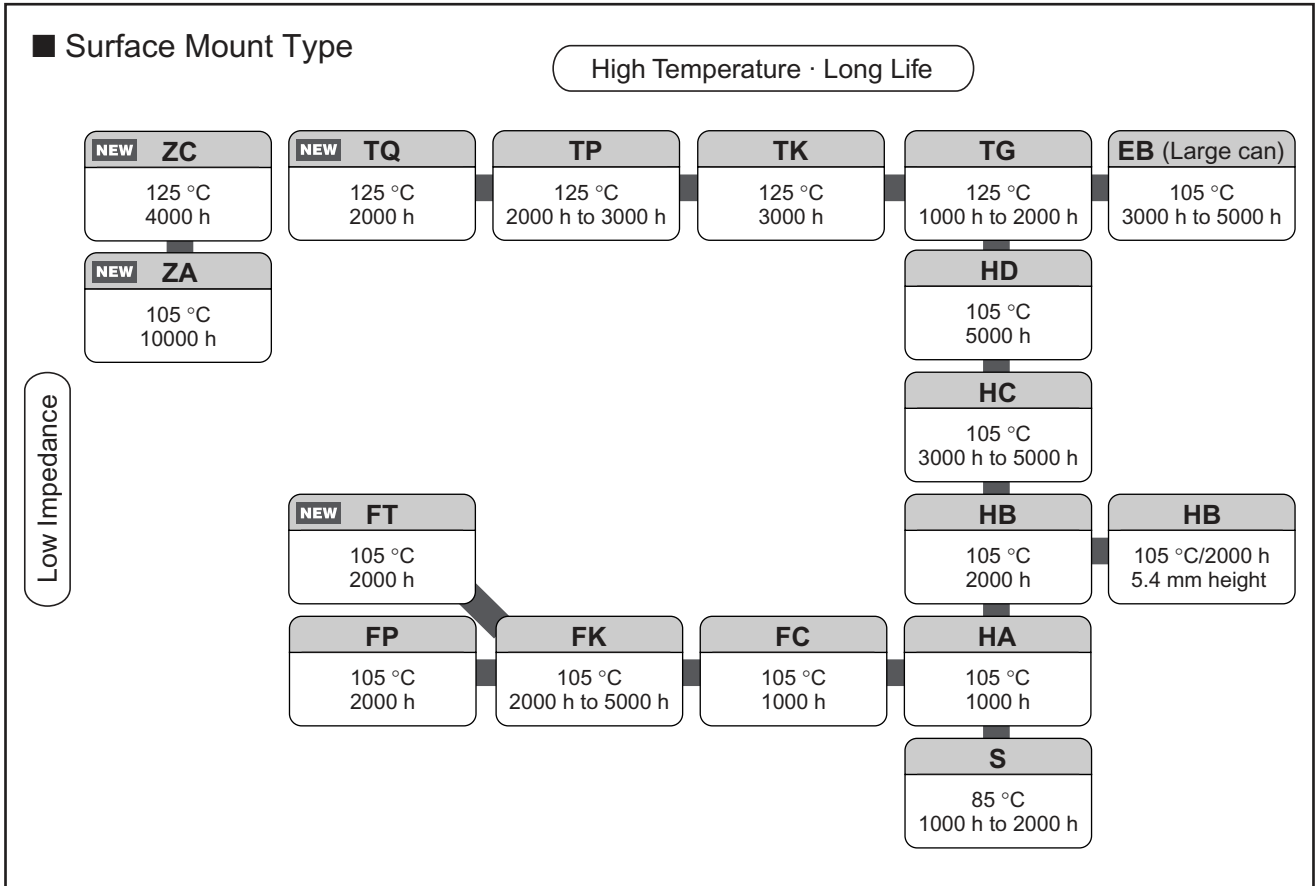 ■ Surface Mount Type
High Temperature · Long Life
NEW ZC
125 °C
4000 h
NEW TQ
125 °C
2000 h
TP
125 °C
2000 h to 3000 h
TK
125 °C
3000 h
TG
125 °C
1000 h to 2000 h
EB (Large can)
105 °C
3000 h to 5000 h
NEW ZA
105 °C
10000 h
HD
105 °C
5000 h
Low Impedance
HC
105 °C
3000 h to 5000 h
NEW FT
105 °C
2000 h
HB
105 °C
2000 h
HB
105 °C/2000 h
5.4 mm height
FP
105 °C
2000 h
FK
105 °C
2000 h to 5000 h
FC
105 °C
1000 h
HA
105 °C
1000 h
S
85 °C
1000 h to 2000 h